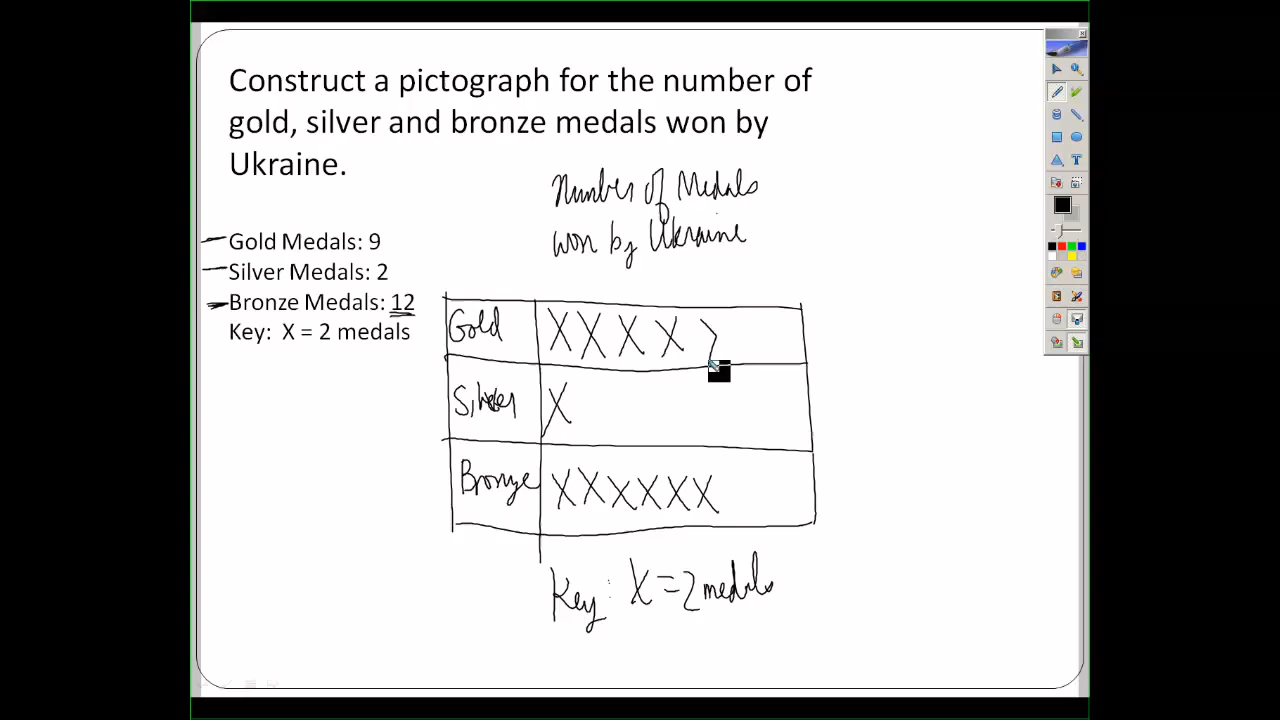 Construct a pictograph for the number of
gold, silver and bronze medals won by
Ukraine.
Number of Medals
won by Ukraine
Gold Medals: 9
Silver Medals: 2
Bronze Medals: 12
Key: X = 2 medals
Gold X X X X
Silver X
Bronze X X X X X X
Key: X = 2 medals